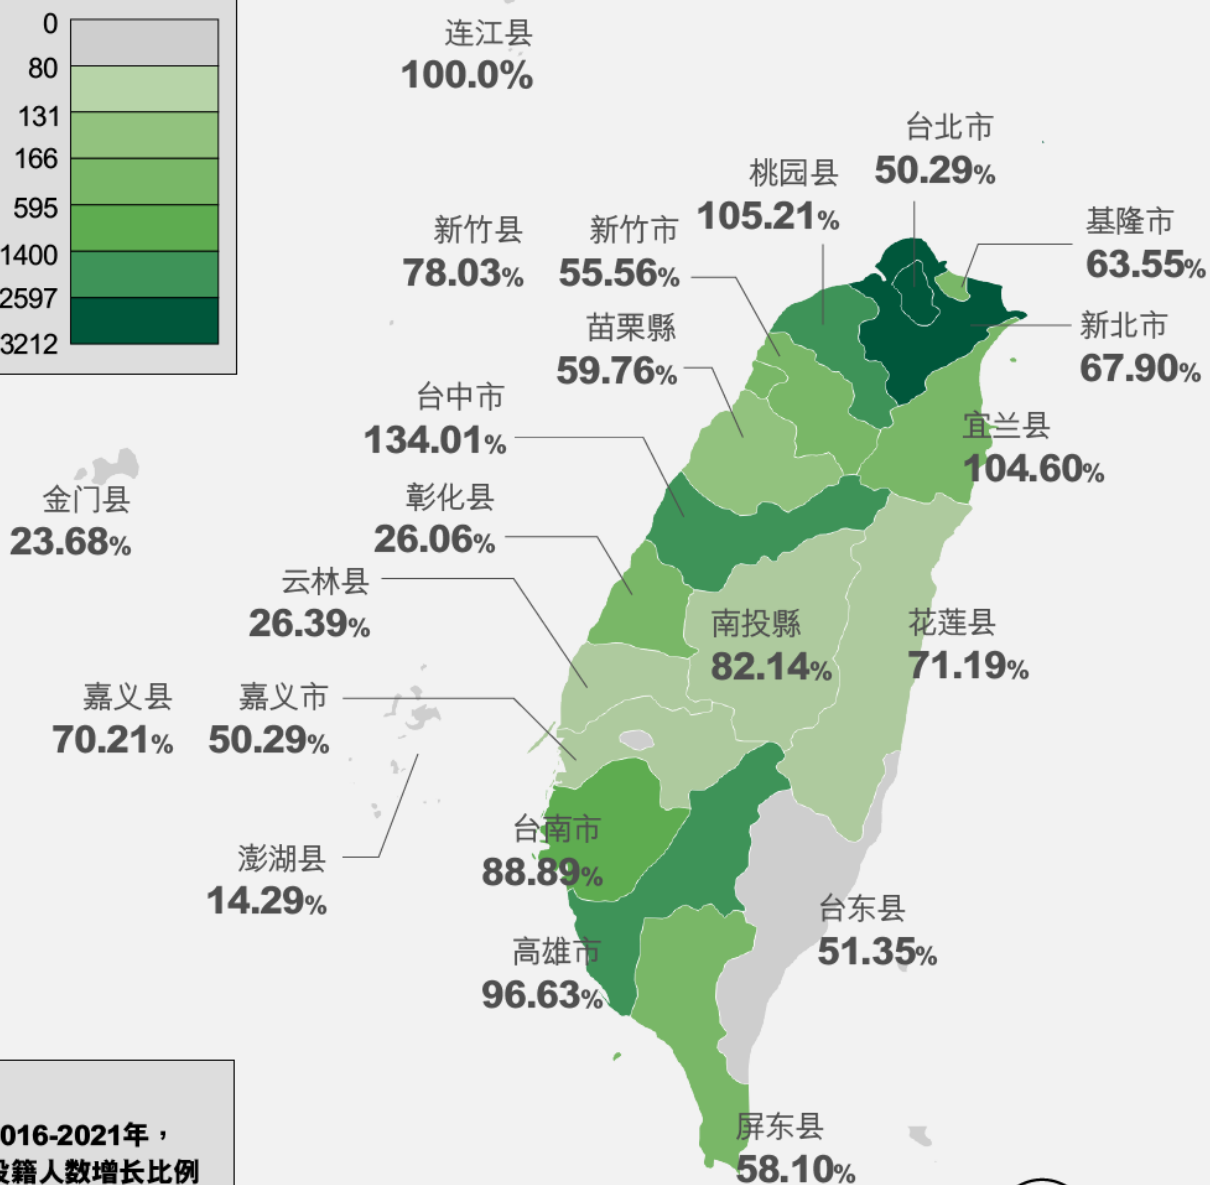 0
80
131
166
595
1400
2597
3212
连江县
100.0%
台北市
50.29%
桃园县
105.21%
基隆市
63.55%
新竹县
78.03%
新竹市
55.56%
新北市
67.90%
苗栗縣
59.76%
台中市
134.01%
宜兰县
104.60%
金门县
23.68%
彰化县
26.06%
云林县
26.39%
南投縣
82.14%
花莲县
71.19%
嘉义县
70.21%
嘉义市
50.29%
台南市
88.89%
澎湖县
14.29%
台东县
51.35%
高雄市
96.63%
屏东县
58.10%
016-2021年，
籍人数增长比例